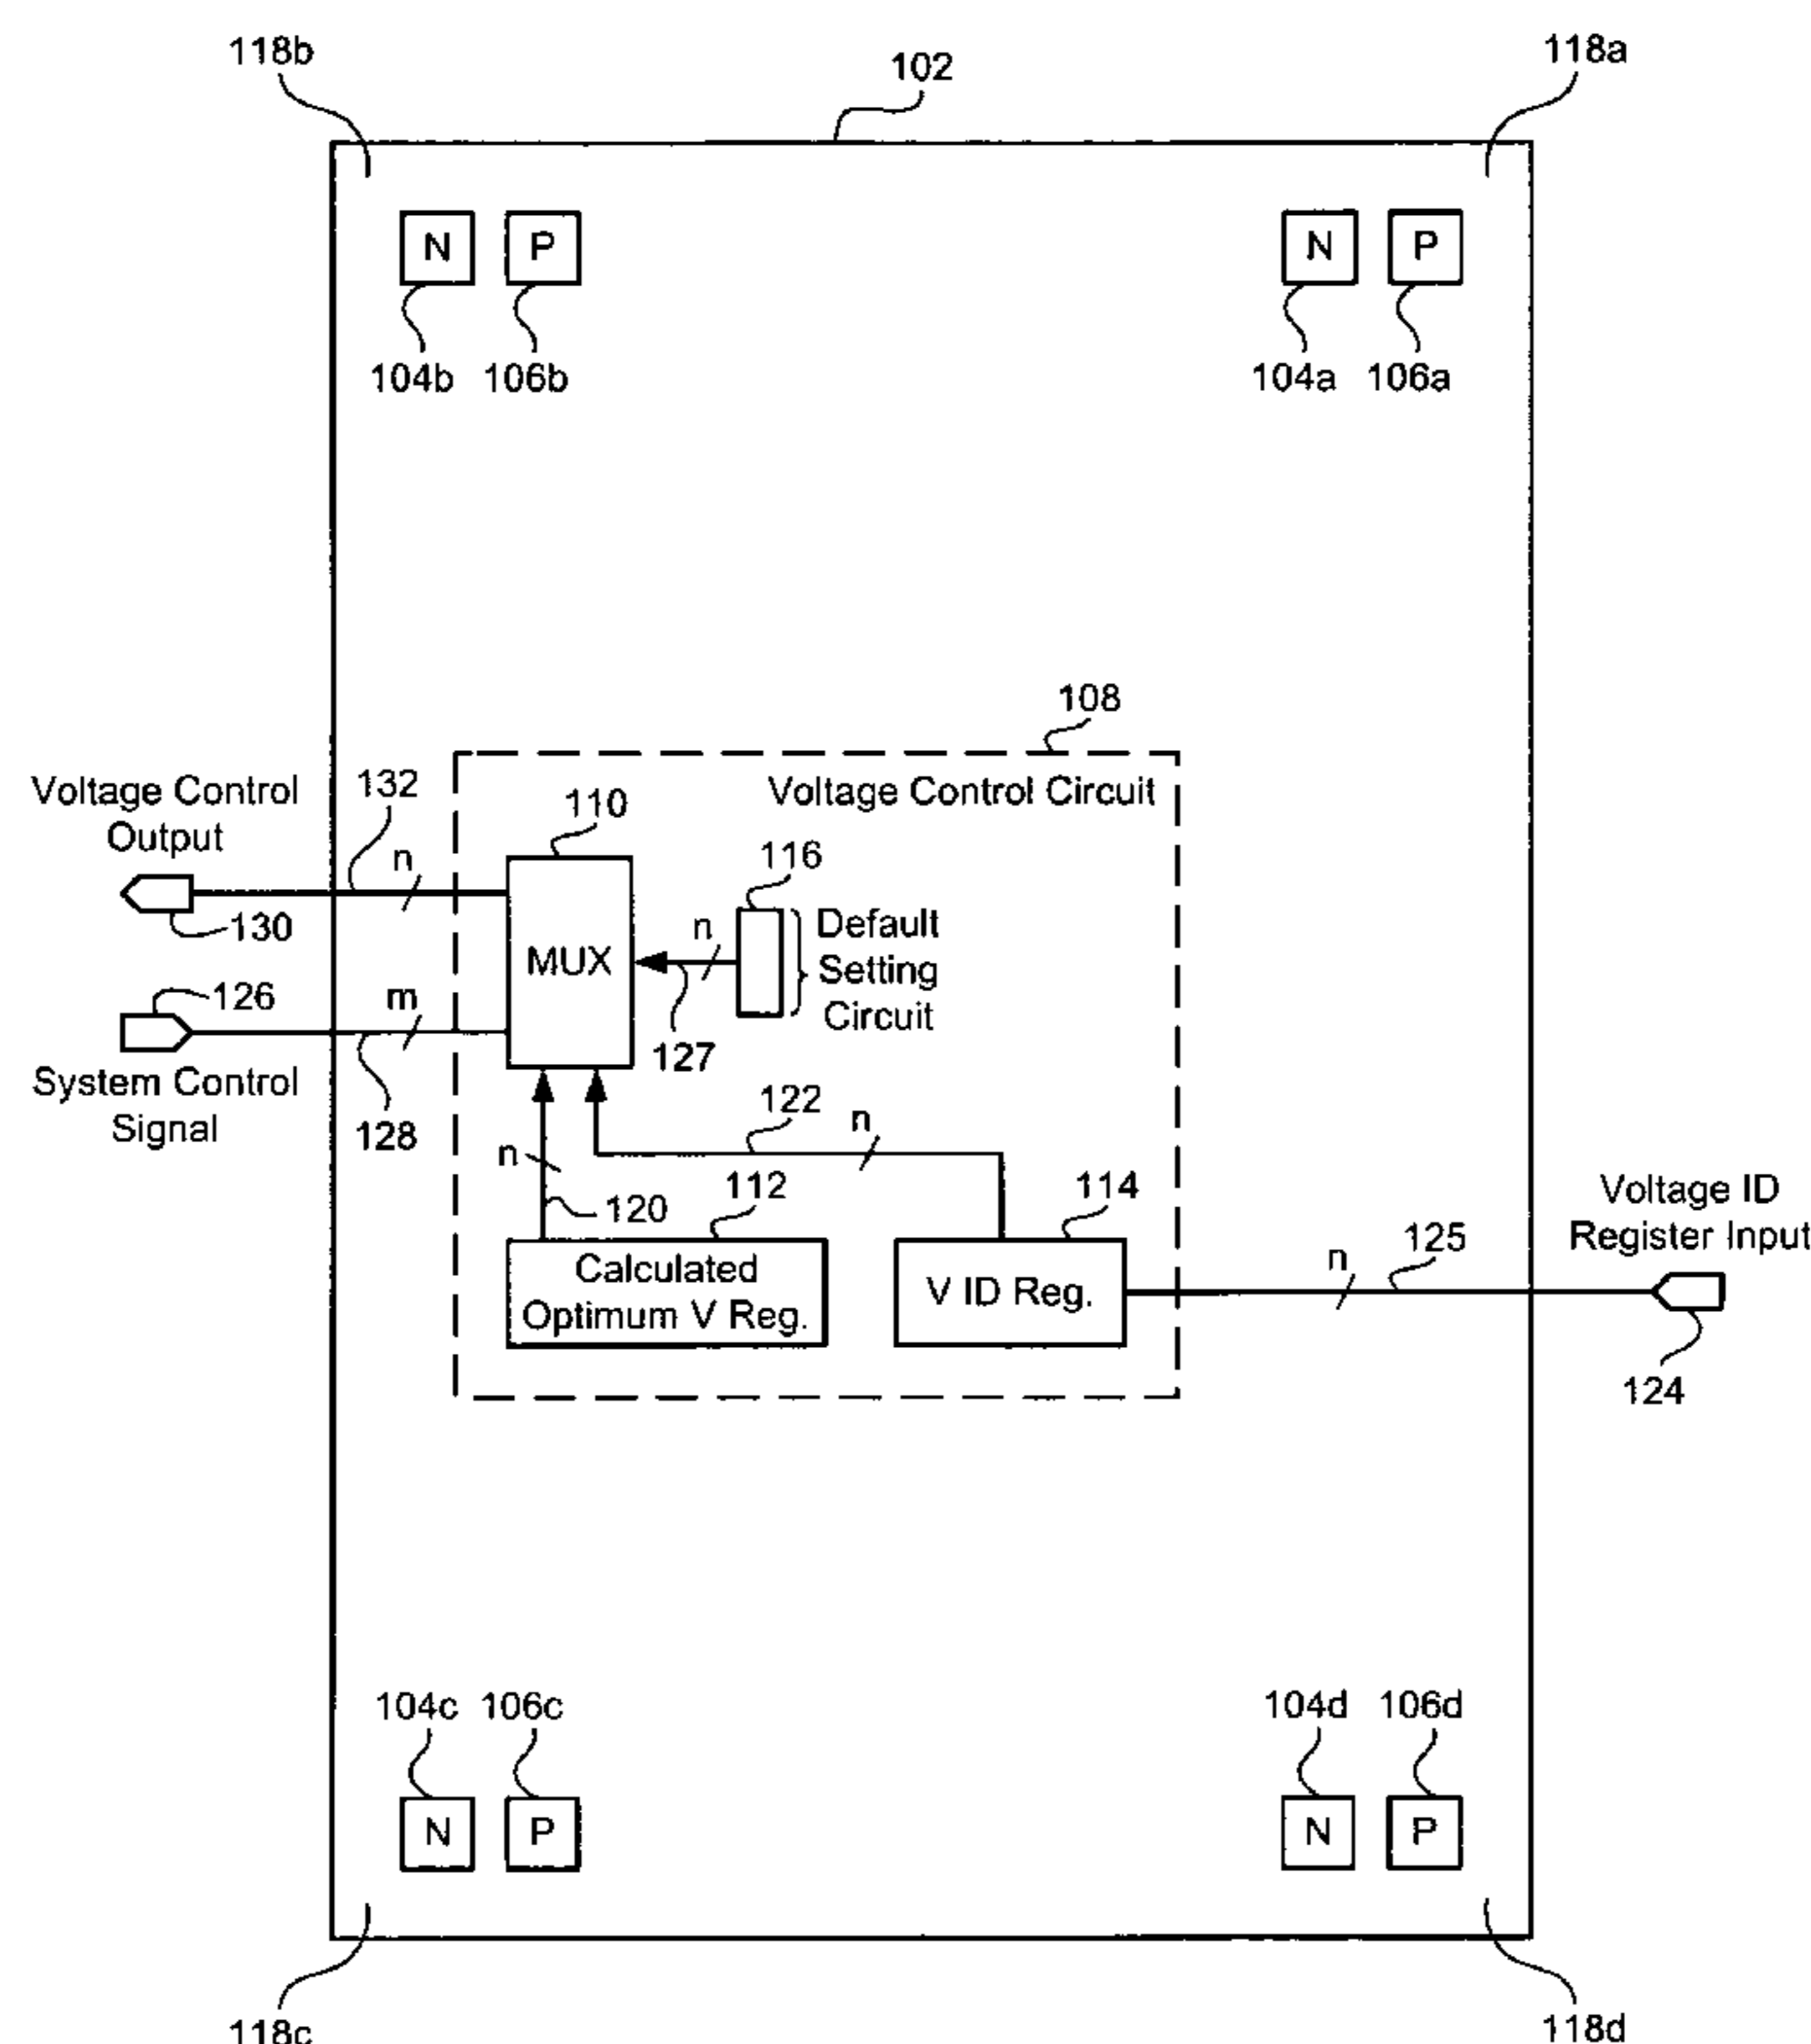 118b
102
118a
N
P
N
P
104b
106b
104a
106a
108
Voltage Control
Output
132
110
Voltage Control Circuit
n
116
130
MUX
n
Default
Setting
Circuit
126
m
127
System Control
Signal
128
122
n
n
120
112
114
Voltage ID
Register Input
Calculated
Optimum V Reg.
V ID Reg.
n
125
124
104c
106c
104d
106d
N
P
N
P
118c
118d